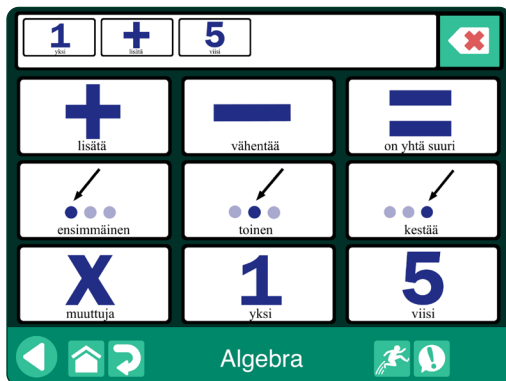 1 + 5
yksi lisätä viisi
+ − =
lisätä vähentää on yhtä suuri
ensimmäinen toinen kestää
X 1 5
muuttuja yksi viisi
Algebra